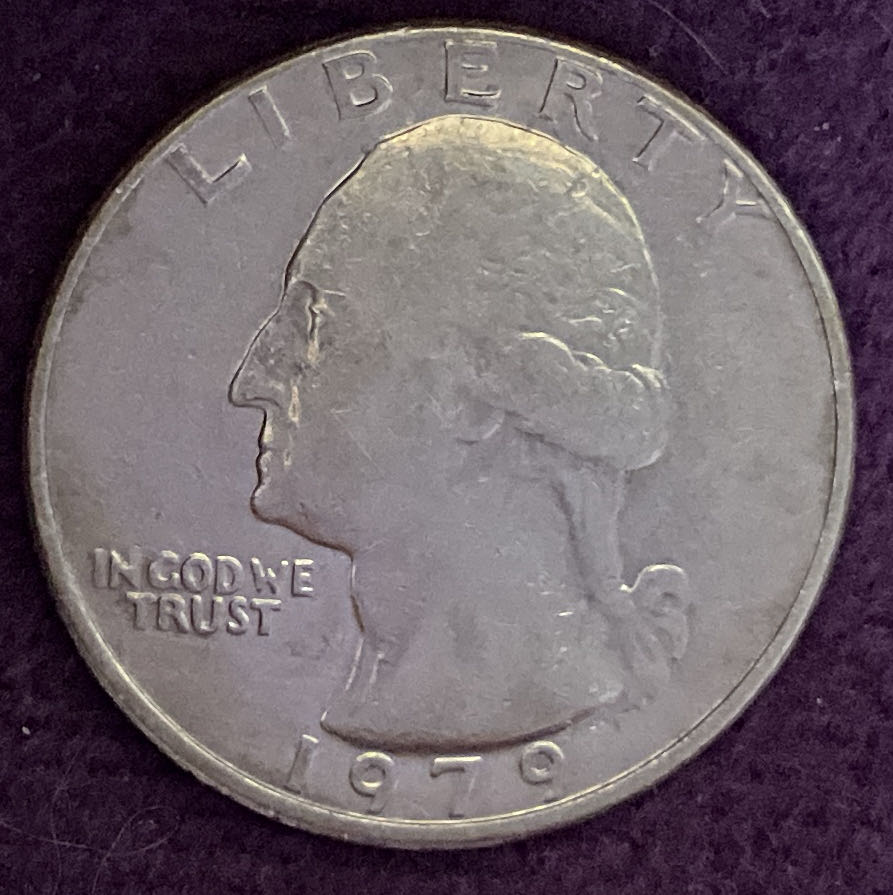 LIBERTY
IN GOD WE
TRUST
1979